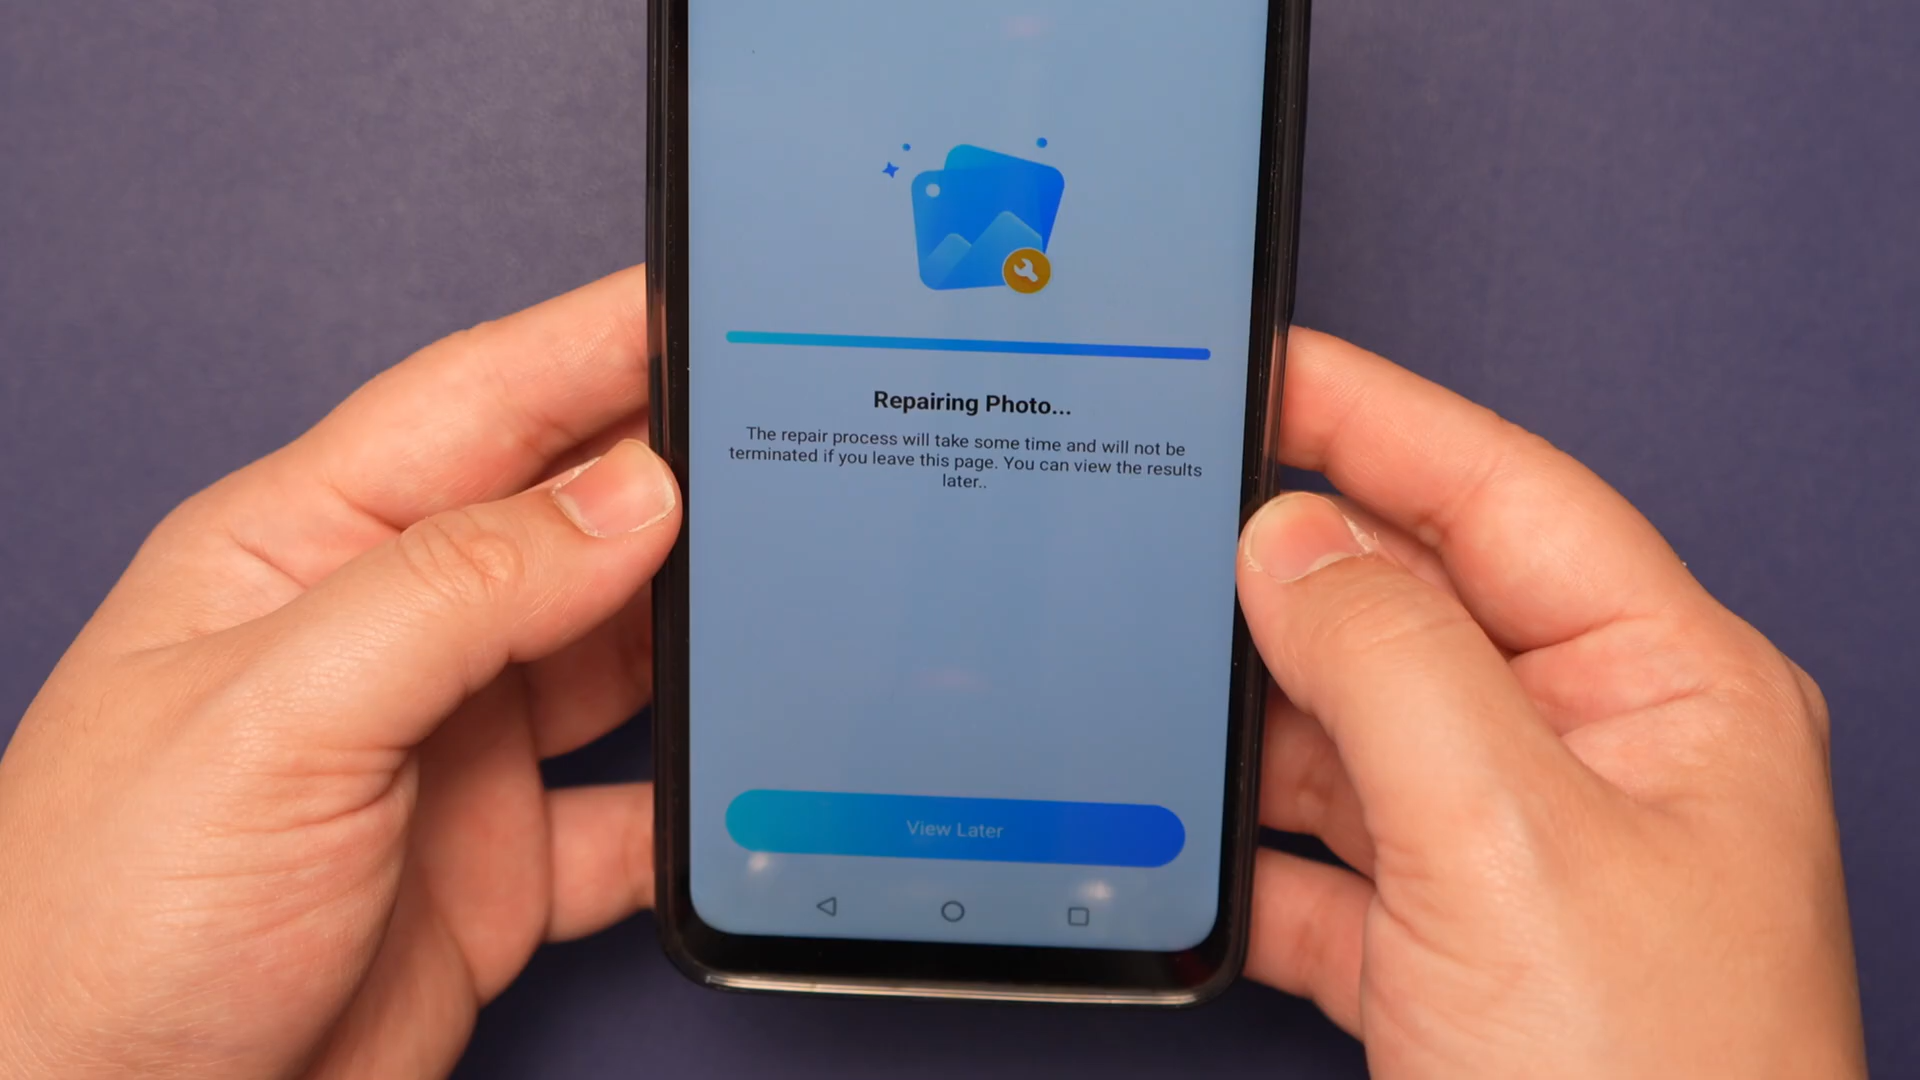 Repairing Photo...
The repair process will take some time and will not be
terminated if you leave this page. You can view the results
later..
View Later